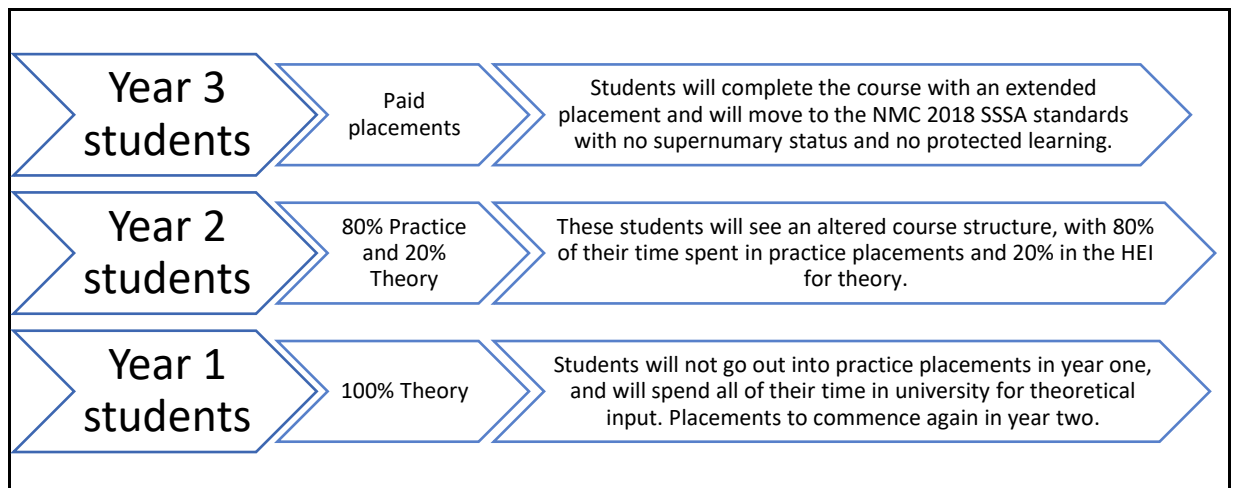 Year 3
students
Paid
placements
Students will complete the course with an extended
placement and will move to the NMC 2018 SSSA standards
with no supernumary status and no protected learning.
Year 2
students
80% Practice
and 20%
Theory
These students will see an altered course structure, with 80%
of their time spent in practice placements and 20% in the HEI
for theory.
Year 1
students
100% Theory
Students will not go out into practice placements in year one,
and will spend all of their time in university for theoretical
input. Placements to commence again in year two.